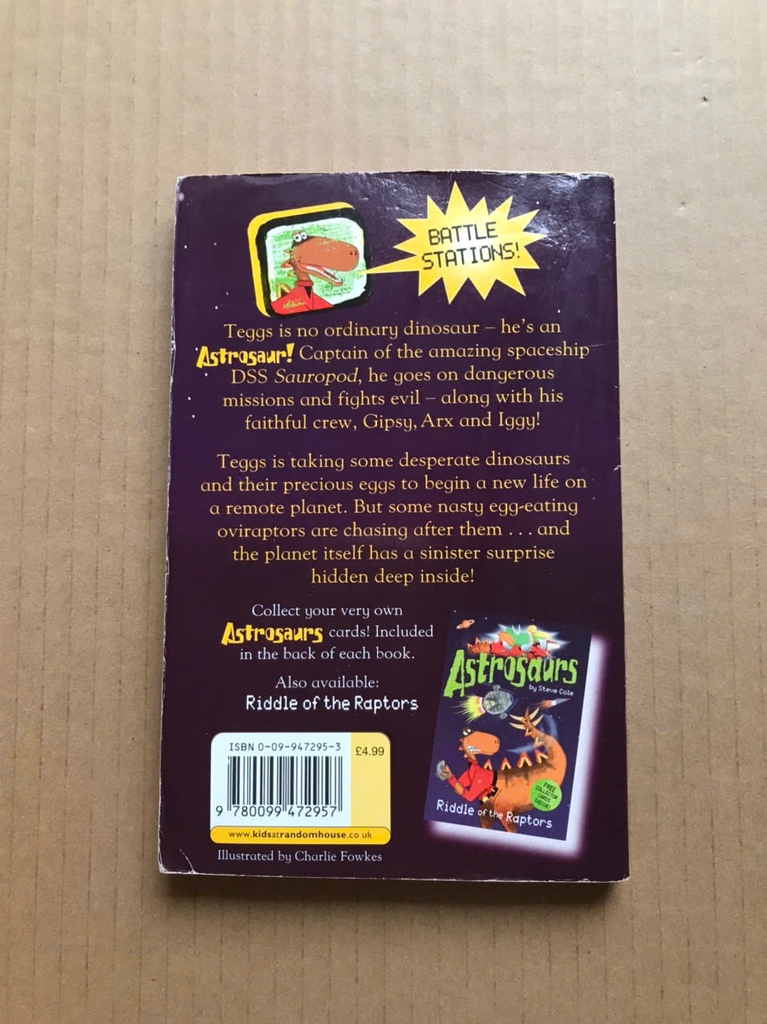 BATTLE
STATIONS!
Teggs is no ordinary dinosaur – he's an
Astrosaur! Captain of the amazing spaceship
DSS Sauropod, he goes on dangerous
missions and fights evil – along with his
faithful crew, Gipsy, Arx and Iggy!
Teggs is taking some desperate dinosaurs
and their precious eggs to begin a new life on
a remote planet. But some nasty egg-eating
oviraptors are chasing after them . . . and
the planet itself has a sinister surprise
hidden deep inside!
Collect your very own
Astrosaurs cards! Included
in the back of each book.
Also available:
Riddle of the Raptors
Astrosaurs
by Steve Cole
FREE
COLLECTOR
CARDS
INSIDE!
Riddle of the Raptors
ISBN 0-09-947295-3
£4.99
9 780099 472957
www.kidsatrandomhouse.co.uk
Illustrated by Charlie Fowkes